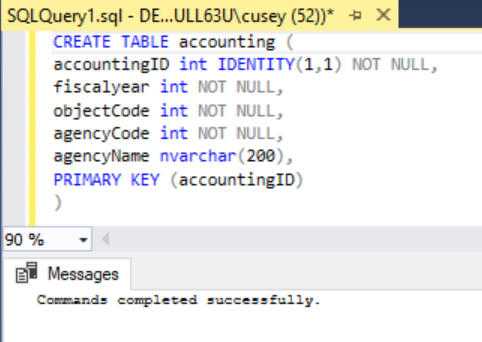 SQLQuery1.sql - DE...ULL63U\cusey (52))*
CREATE TABLE accounting (
accountingID int IDENTITY(1,1) NOT NULL,
fiscalyear int NOT NULL,
objectCode int NOT NULL,
agencyCode int NOT NULL,
agencyName nvarchar(200),
PRIMARY KEY (accountingID)
)
90 %
Messages
Commands completed successfully.